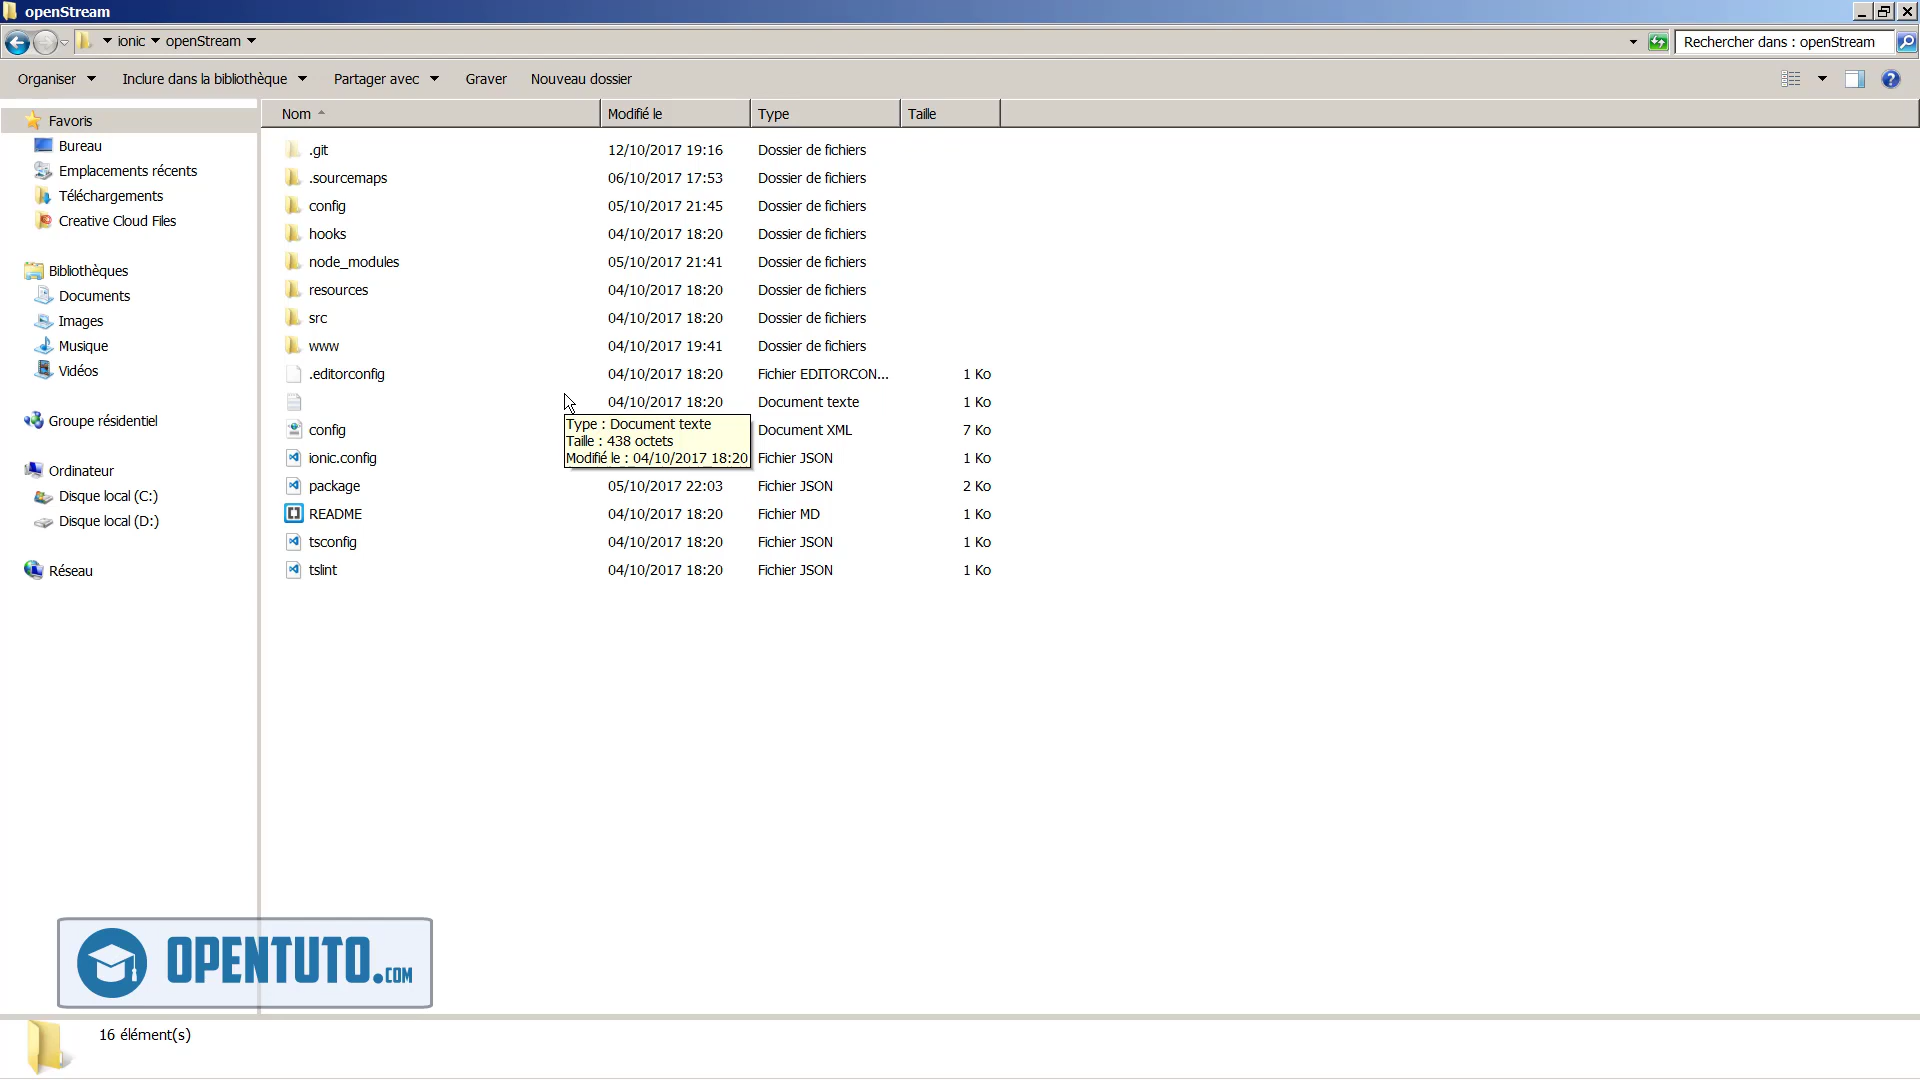 openStream
ionic openStream
Rechercher dans : openStream
Organiser Inclure dans la bibliothèque Partager avec Graver Nouveau dossier
Favoris
Bureau
Emplacements récents
Téléchargements
Creative Cloud Files
Bibliothèques
Documents
Images
Musique
Vidéos
Groupe résidentiel
Ordinateur
Disque local (C:)
Disque local (D:)
Réseau
Nom Modifié le Type Taille
.git 12/10/2017 19:16 Dossier de fichiers
.sourcemaps 06/10/2017 17:53 Dossier de fichiers
config 05/10/2017 21:45 Dossier de fichiers
hooks 04/10/2017 18:20 Dossier de fichiers
node_modules 05/10/2017 21:41 Dossier de fichiers
resources 04/10/2017 18:20 Dossier de fichiers
src 04/10/2017 18:20 Dossier de fichiers
www 04/10/2017 19:41 Dossier de fichiers
.editorconfig 04/10/2017 18:20 Fichier EDITORCON... 1 Ko
04/10/2017 18:20 Document texte 1 Ko
config Document XML 7 Ko
ionic.config Fichier JSON 1 Ko
package 05/10/2017 22:03 Fichier JSON 2 Ko
README 04/10/2017 18:20 Fichier MD 1 Ko
tsconfig 04/10/2017 18:20 Fichier JSON 1 Ko
tslint 04/10/2017 18:20 Fichier JSON 1 Ko
Type : Document texte
Taille : 438 octets
Modifié le : 04/10/2017 18:20
OPENTUTO.COM
16 élément(s)